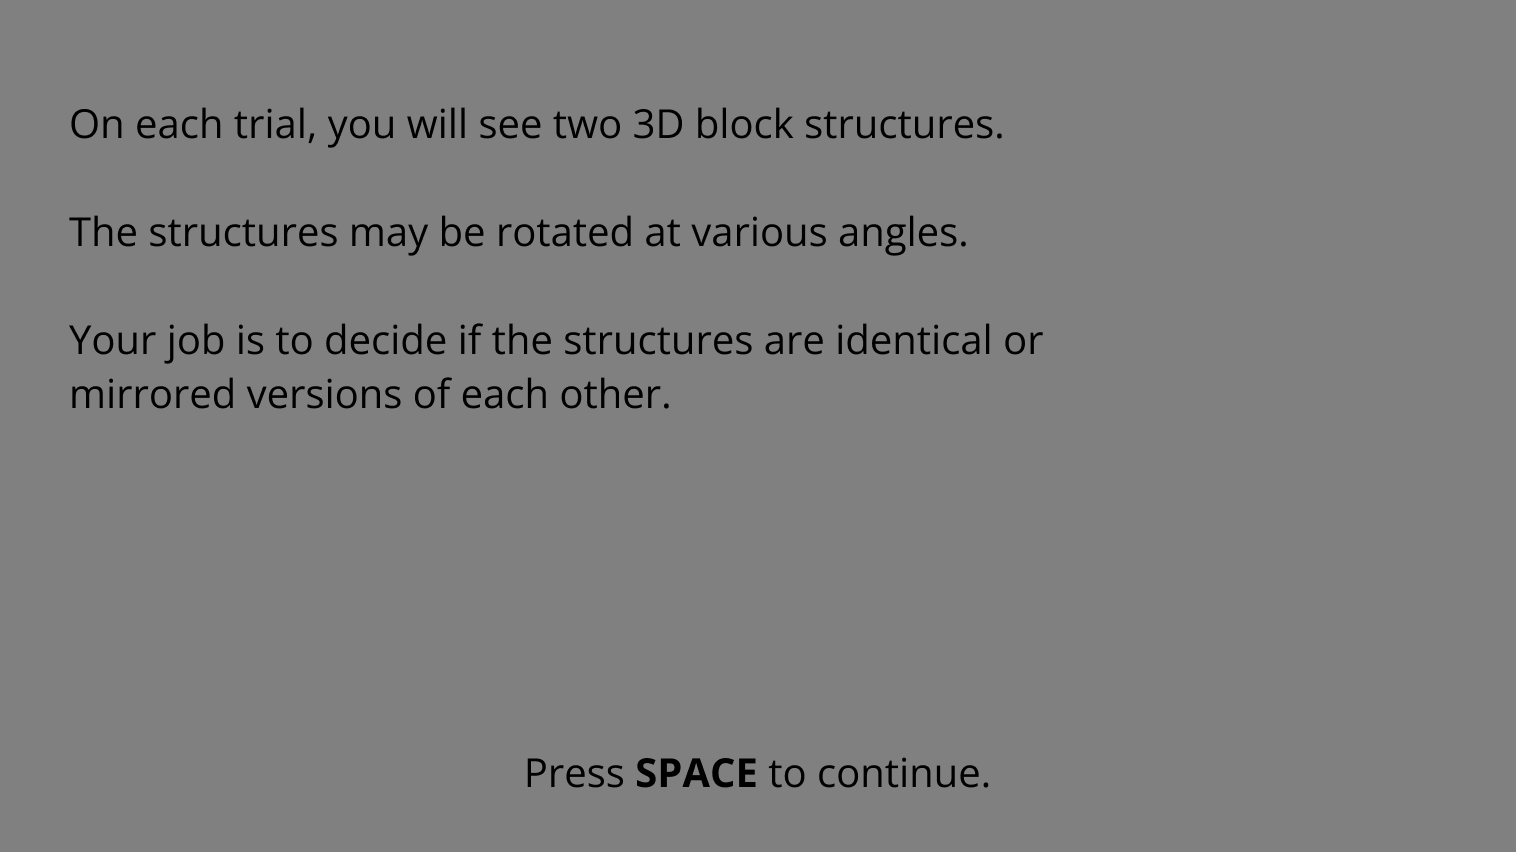 On each trial, you will see two 3D block structures.
The structures may be rotated at various angles.
Your job is to decide if the structures are identical or
mirrored versions of each other.
Press SPACE to continue.